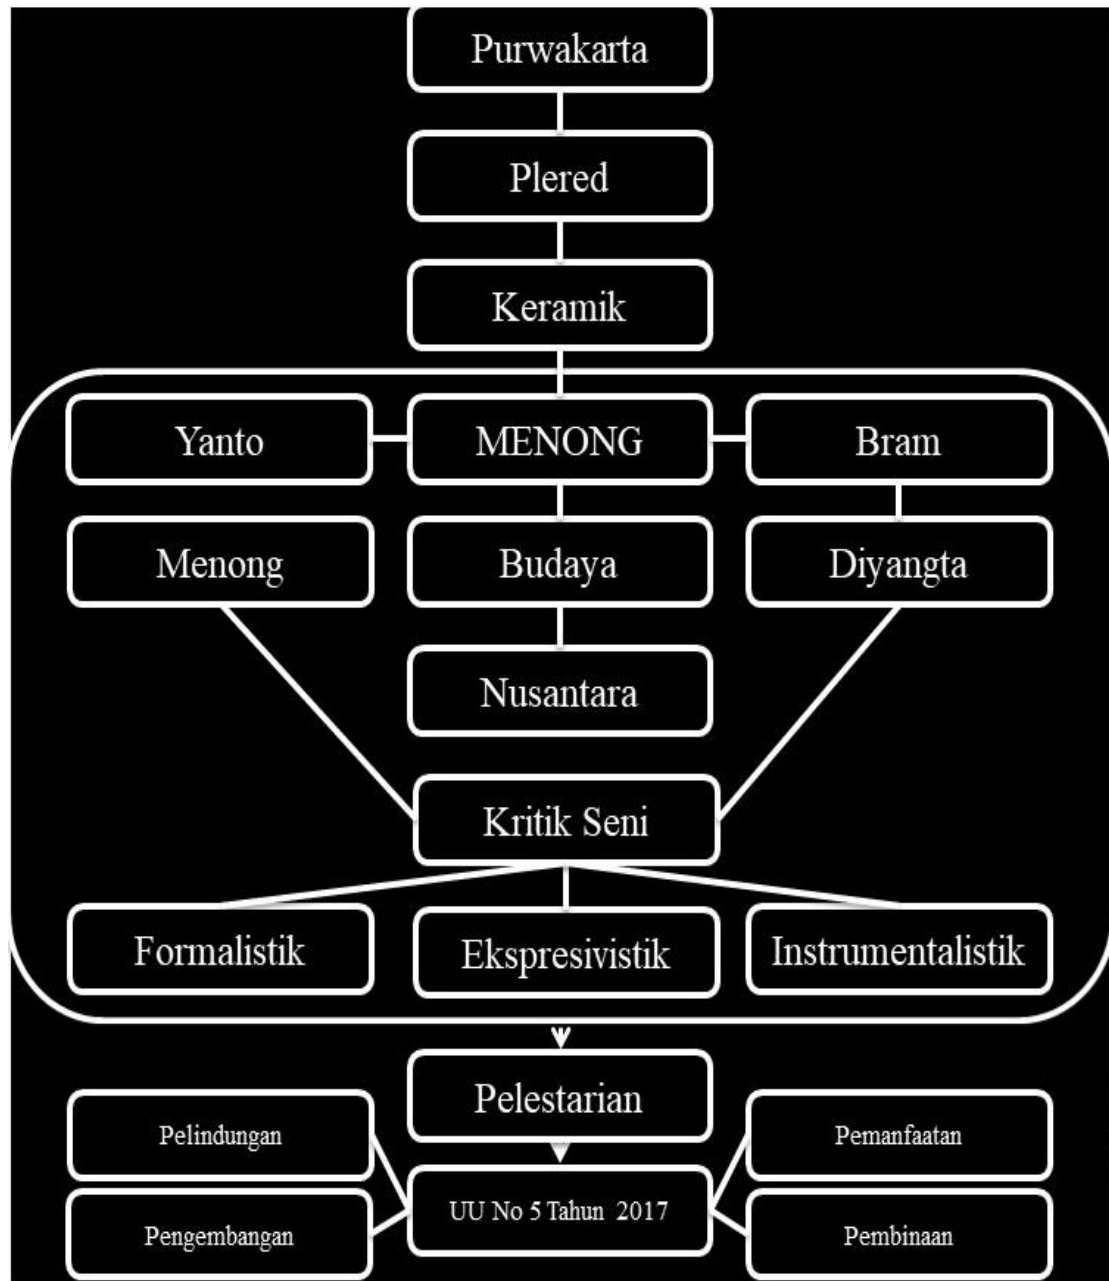 Purwakarta
Plered
Keramik
Yanto
MENONG
Bram
Menong
Budaya
Diyangta
Nusantara
Kritik Seni
Formalistik
Ekspresivistik
Instrumentalistik
Pelestarian
Pelindungan
Pemanfaatan
UU No 5 Tahun 2017
Pengembangan
Pembinaan